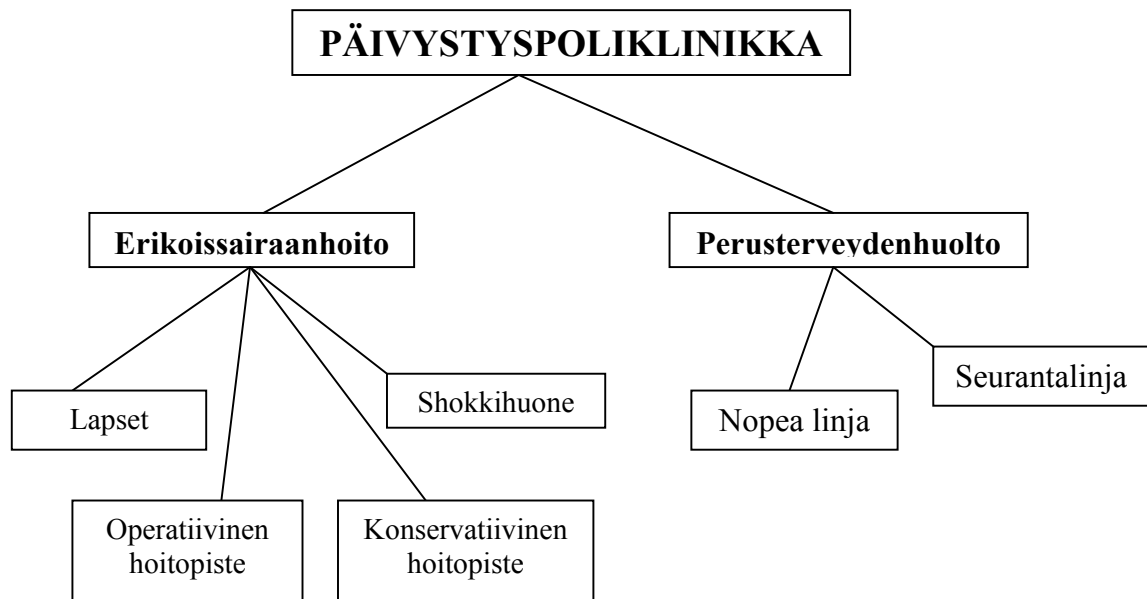 PÄIVYSTYSPOLIKLINIKKA
Erikoissairaanhoito
Perusterveydenhuolto
Lapset
Shokkihuone
Nopea linja
Seurantalinja
Operatiivinen
hoitopiste
Konservatiivinen
hoitopiste